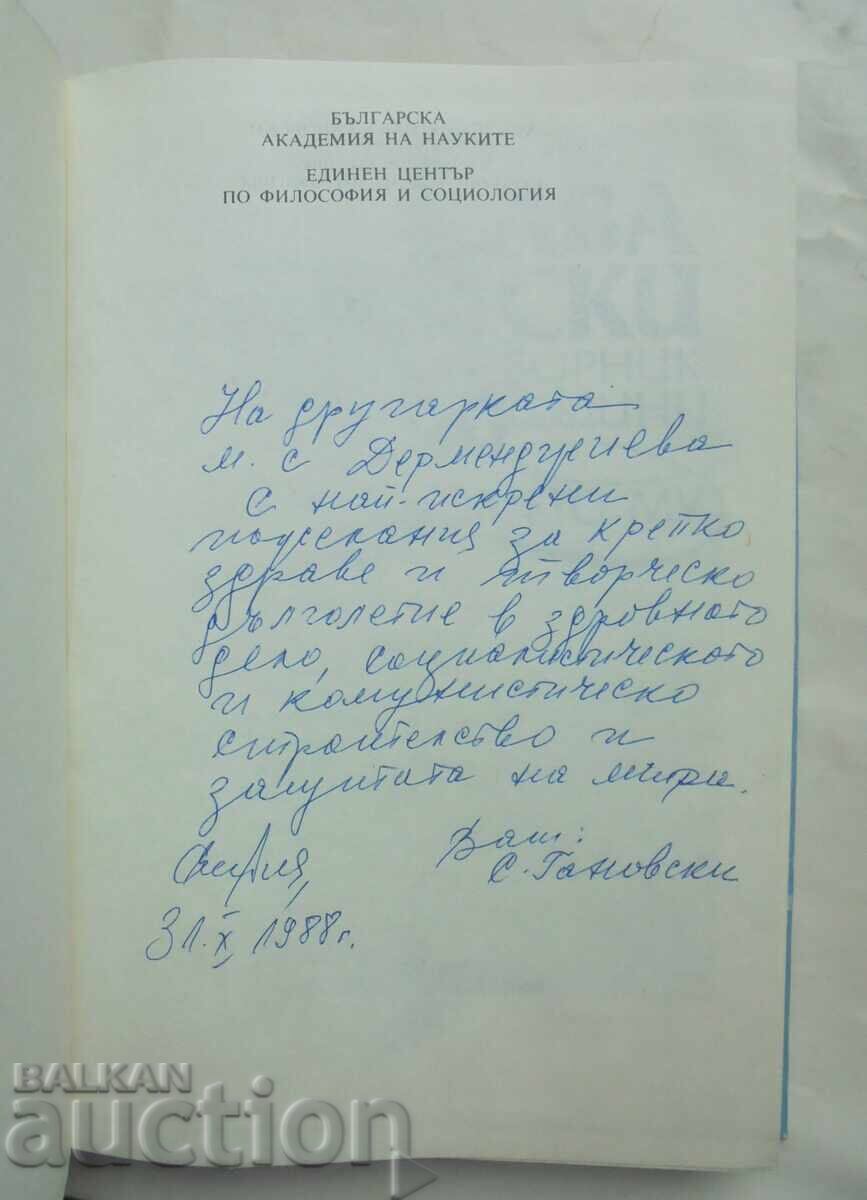 БЪЛГАРСКА
АКАДЕМИЯ НА НАУКИТЕ
ЕДИНЕН ЦЕНТЪР
ПО ФИЛОСОФИЯ И СОЦИОЛОГИЯ
На другарката
м. с Дерменджиева
с най-искрени
пожелания за крепко
здраве и творческо
дълголетие в здровното
дело, социалистическото
и комунистическо
строителство и
защитата на мира.
София,
Ваш:
С. Гановски
31.X.1988г.
BALKAN
auction